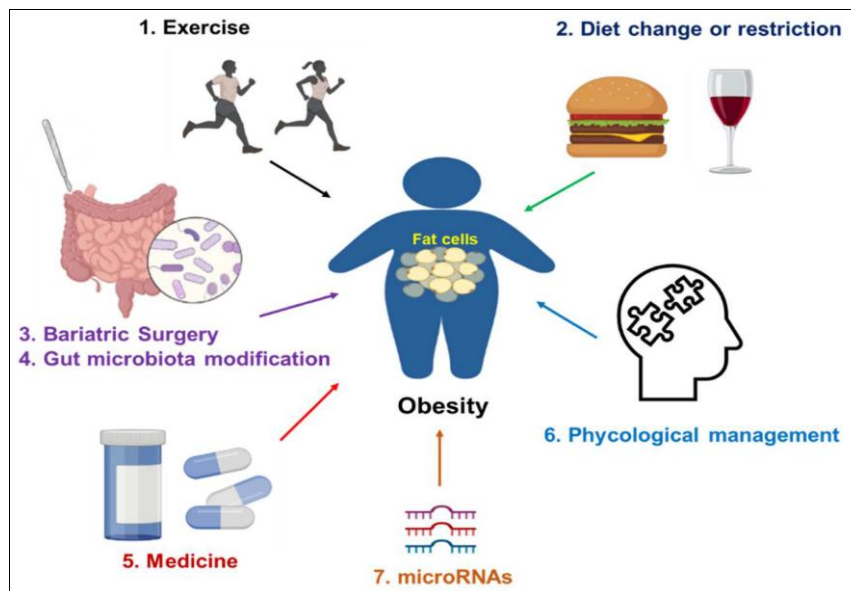 1. Exercise
2. Diet change or restriction
Fat cells
3. Bariatric Surgery
4. Gut microbiota modification
Obesity
6. Phycological management
5. Medicine
7. microRNAs